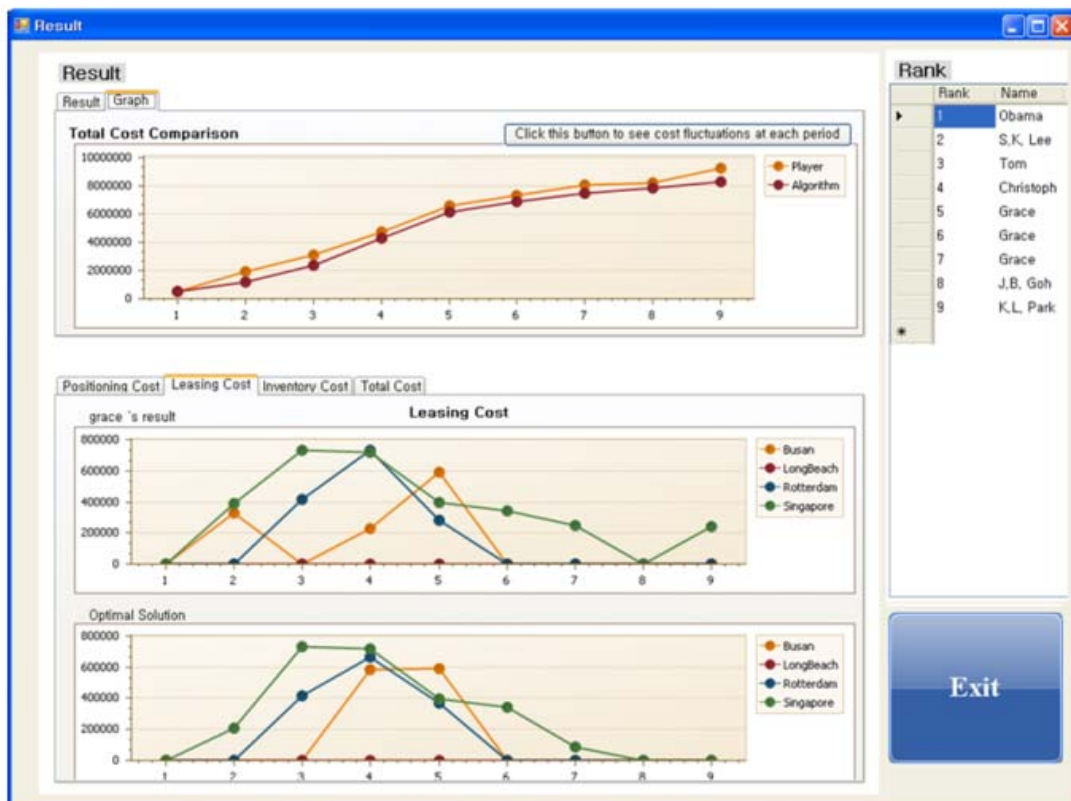 Result
Result
Result Graph
Total Cost Comparison
Click this button to see cost fluctuations at each period
10000000
8000000
6000000
4000000
2000000
0
1 2 3 4 5 6 7 8 9
Player
Algorithm
Positioning Cost Leasing Cost Inventory Cost Total Cost
grace `s result
Leasing Cost
800000
600000
400000
200000
0
1 2 3 4 5 6 7 8 9
Busan
LongBeach
Rotterdam
Singapore
Optimal Solution
800000
600000
400000
200000
0
1 2 3 4 5 6 7 8 9
Busan
LongBeach
Rotterdam
Singapore
Rank
Rank Name
1 Obama
2 S,K, Lee
3 Tom
4 Christoph
5 Grace
6 Grace
7 Grace
8 J,B, Goh
9 K,L, Park
Exit